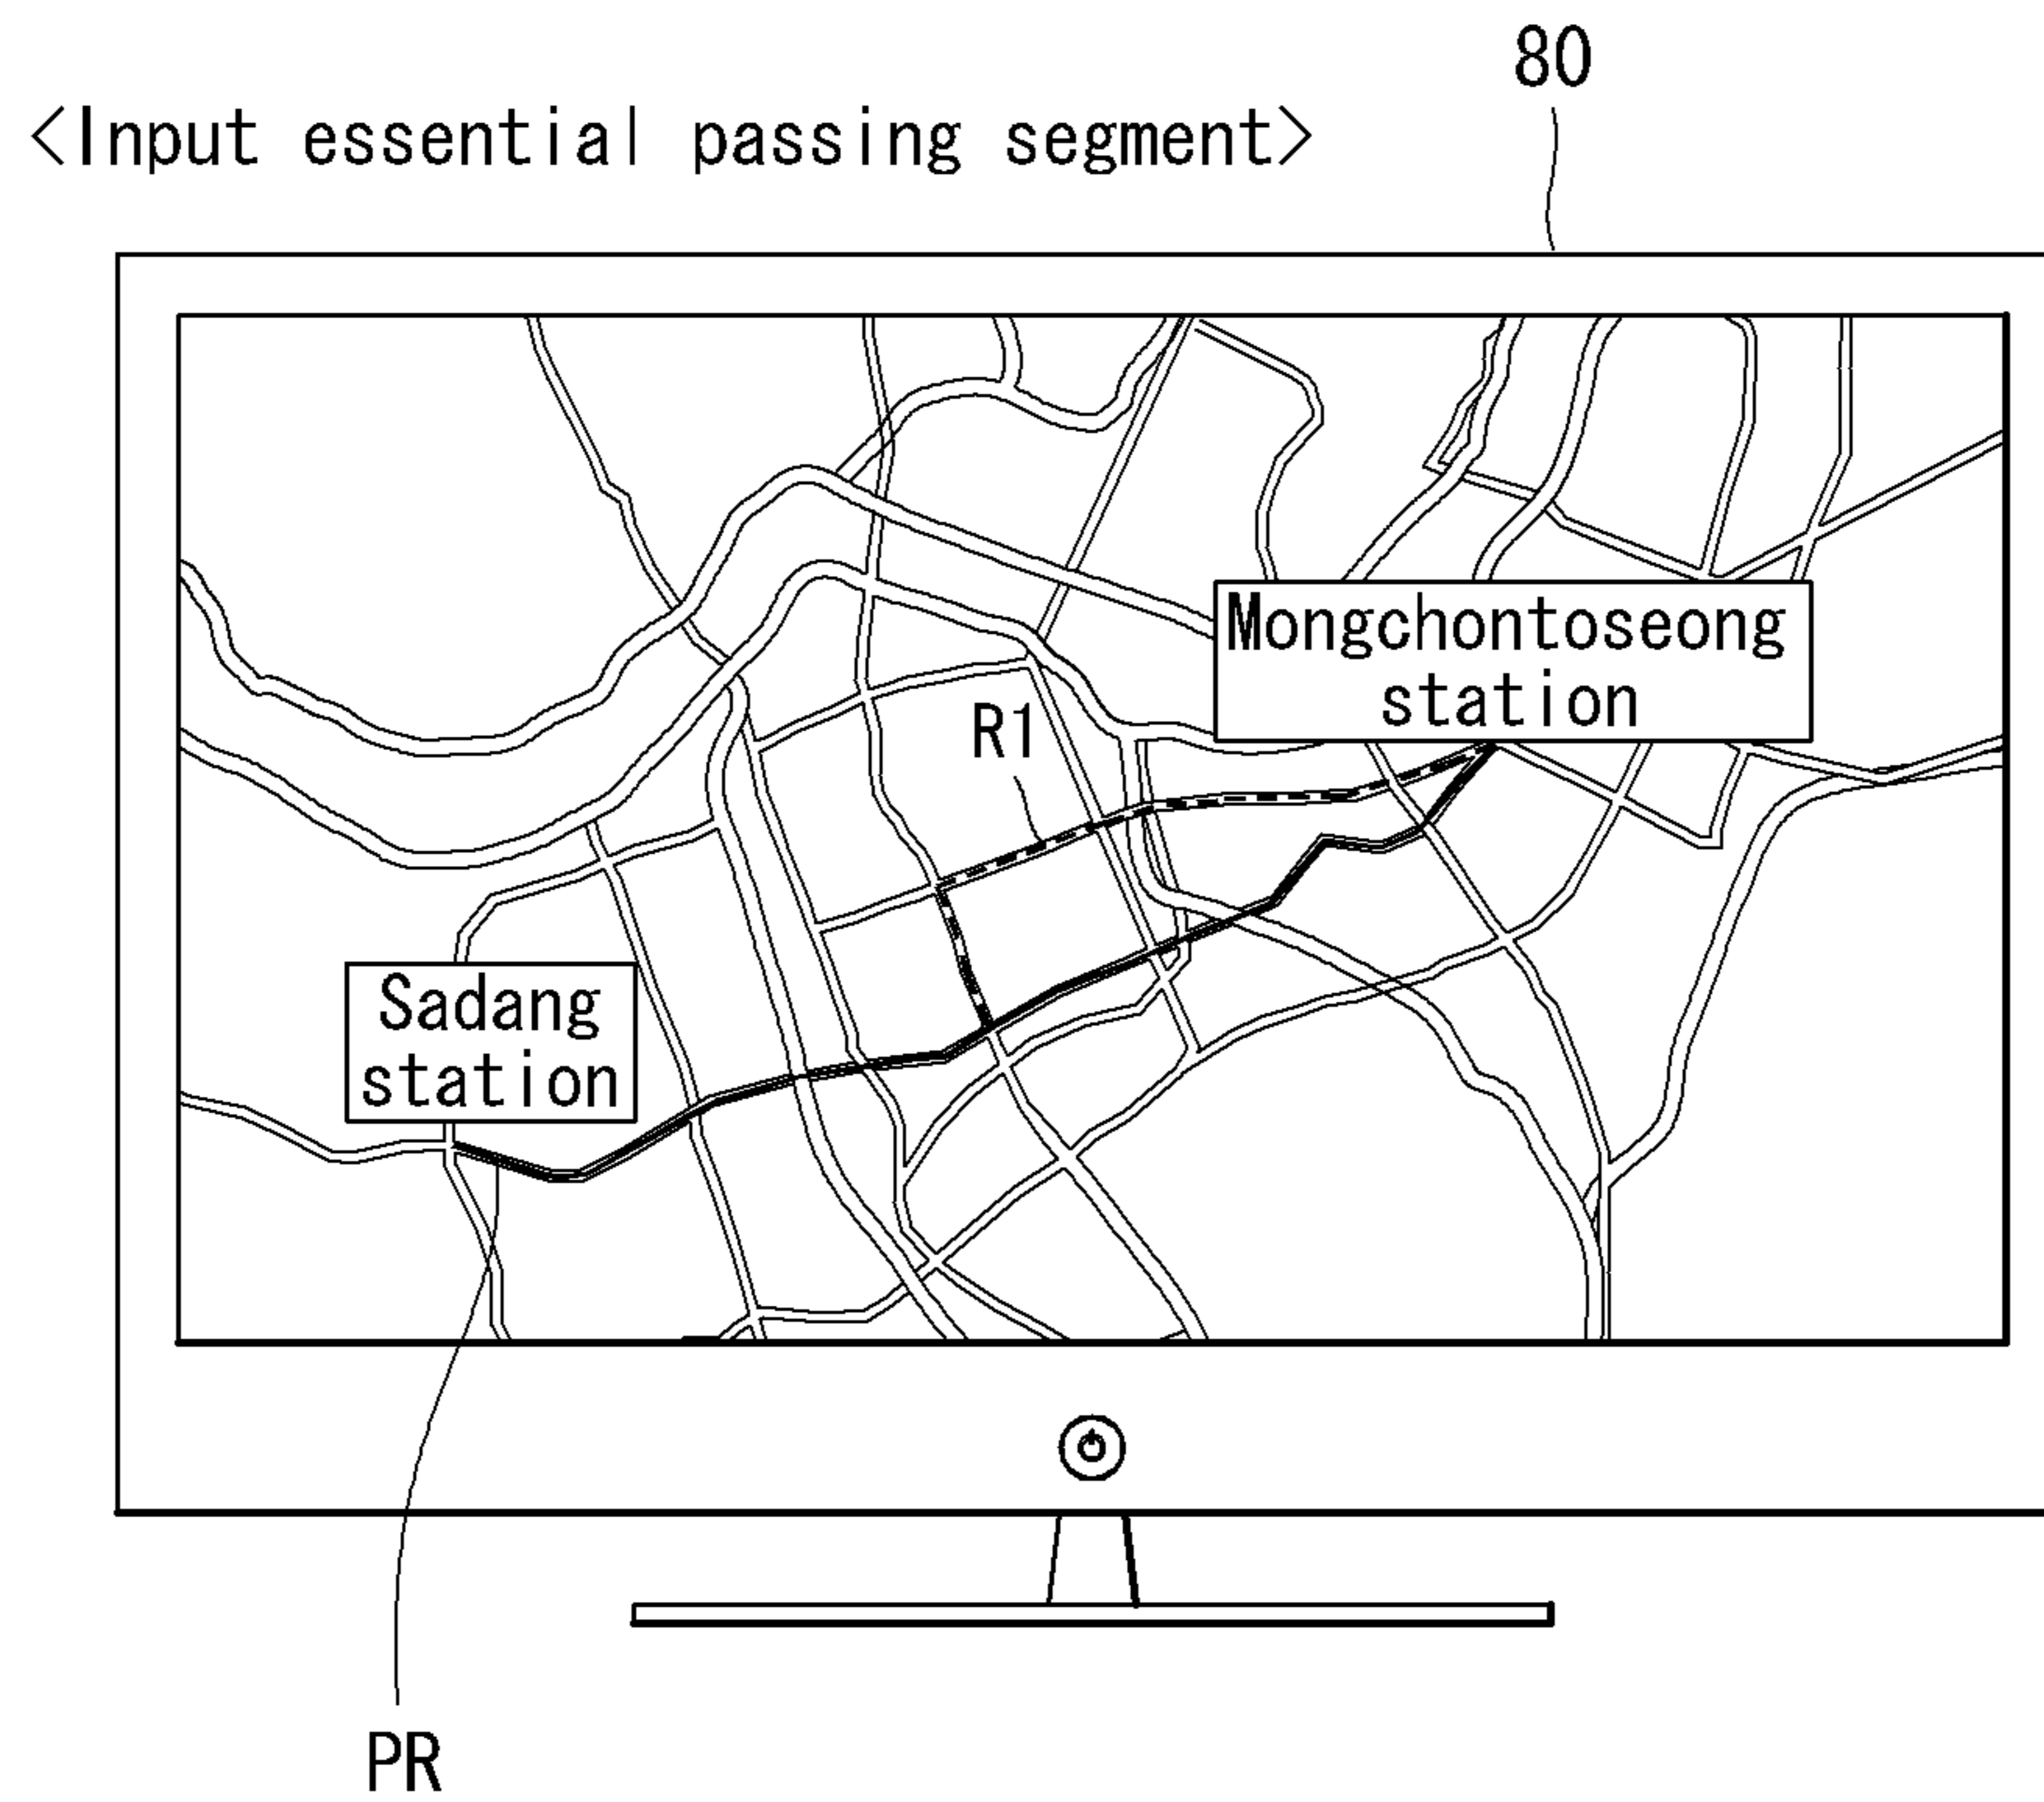 80
<Input essential passing segment>
Mongchontoseong
station
R1
Sadang
station
PR